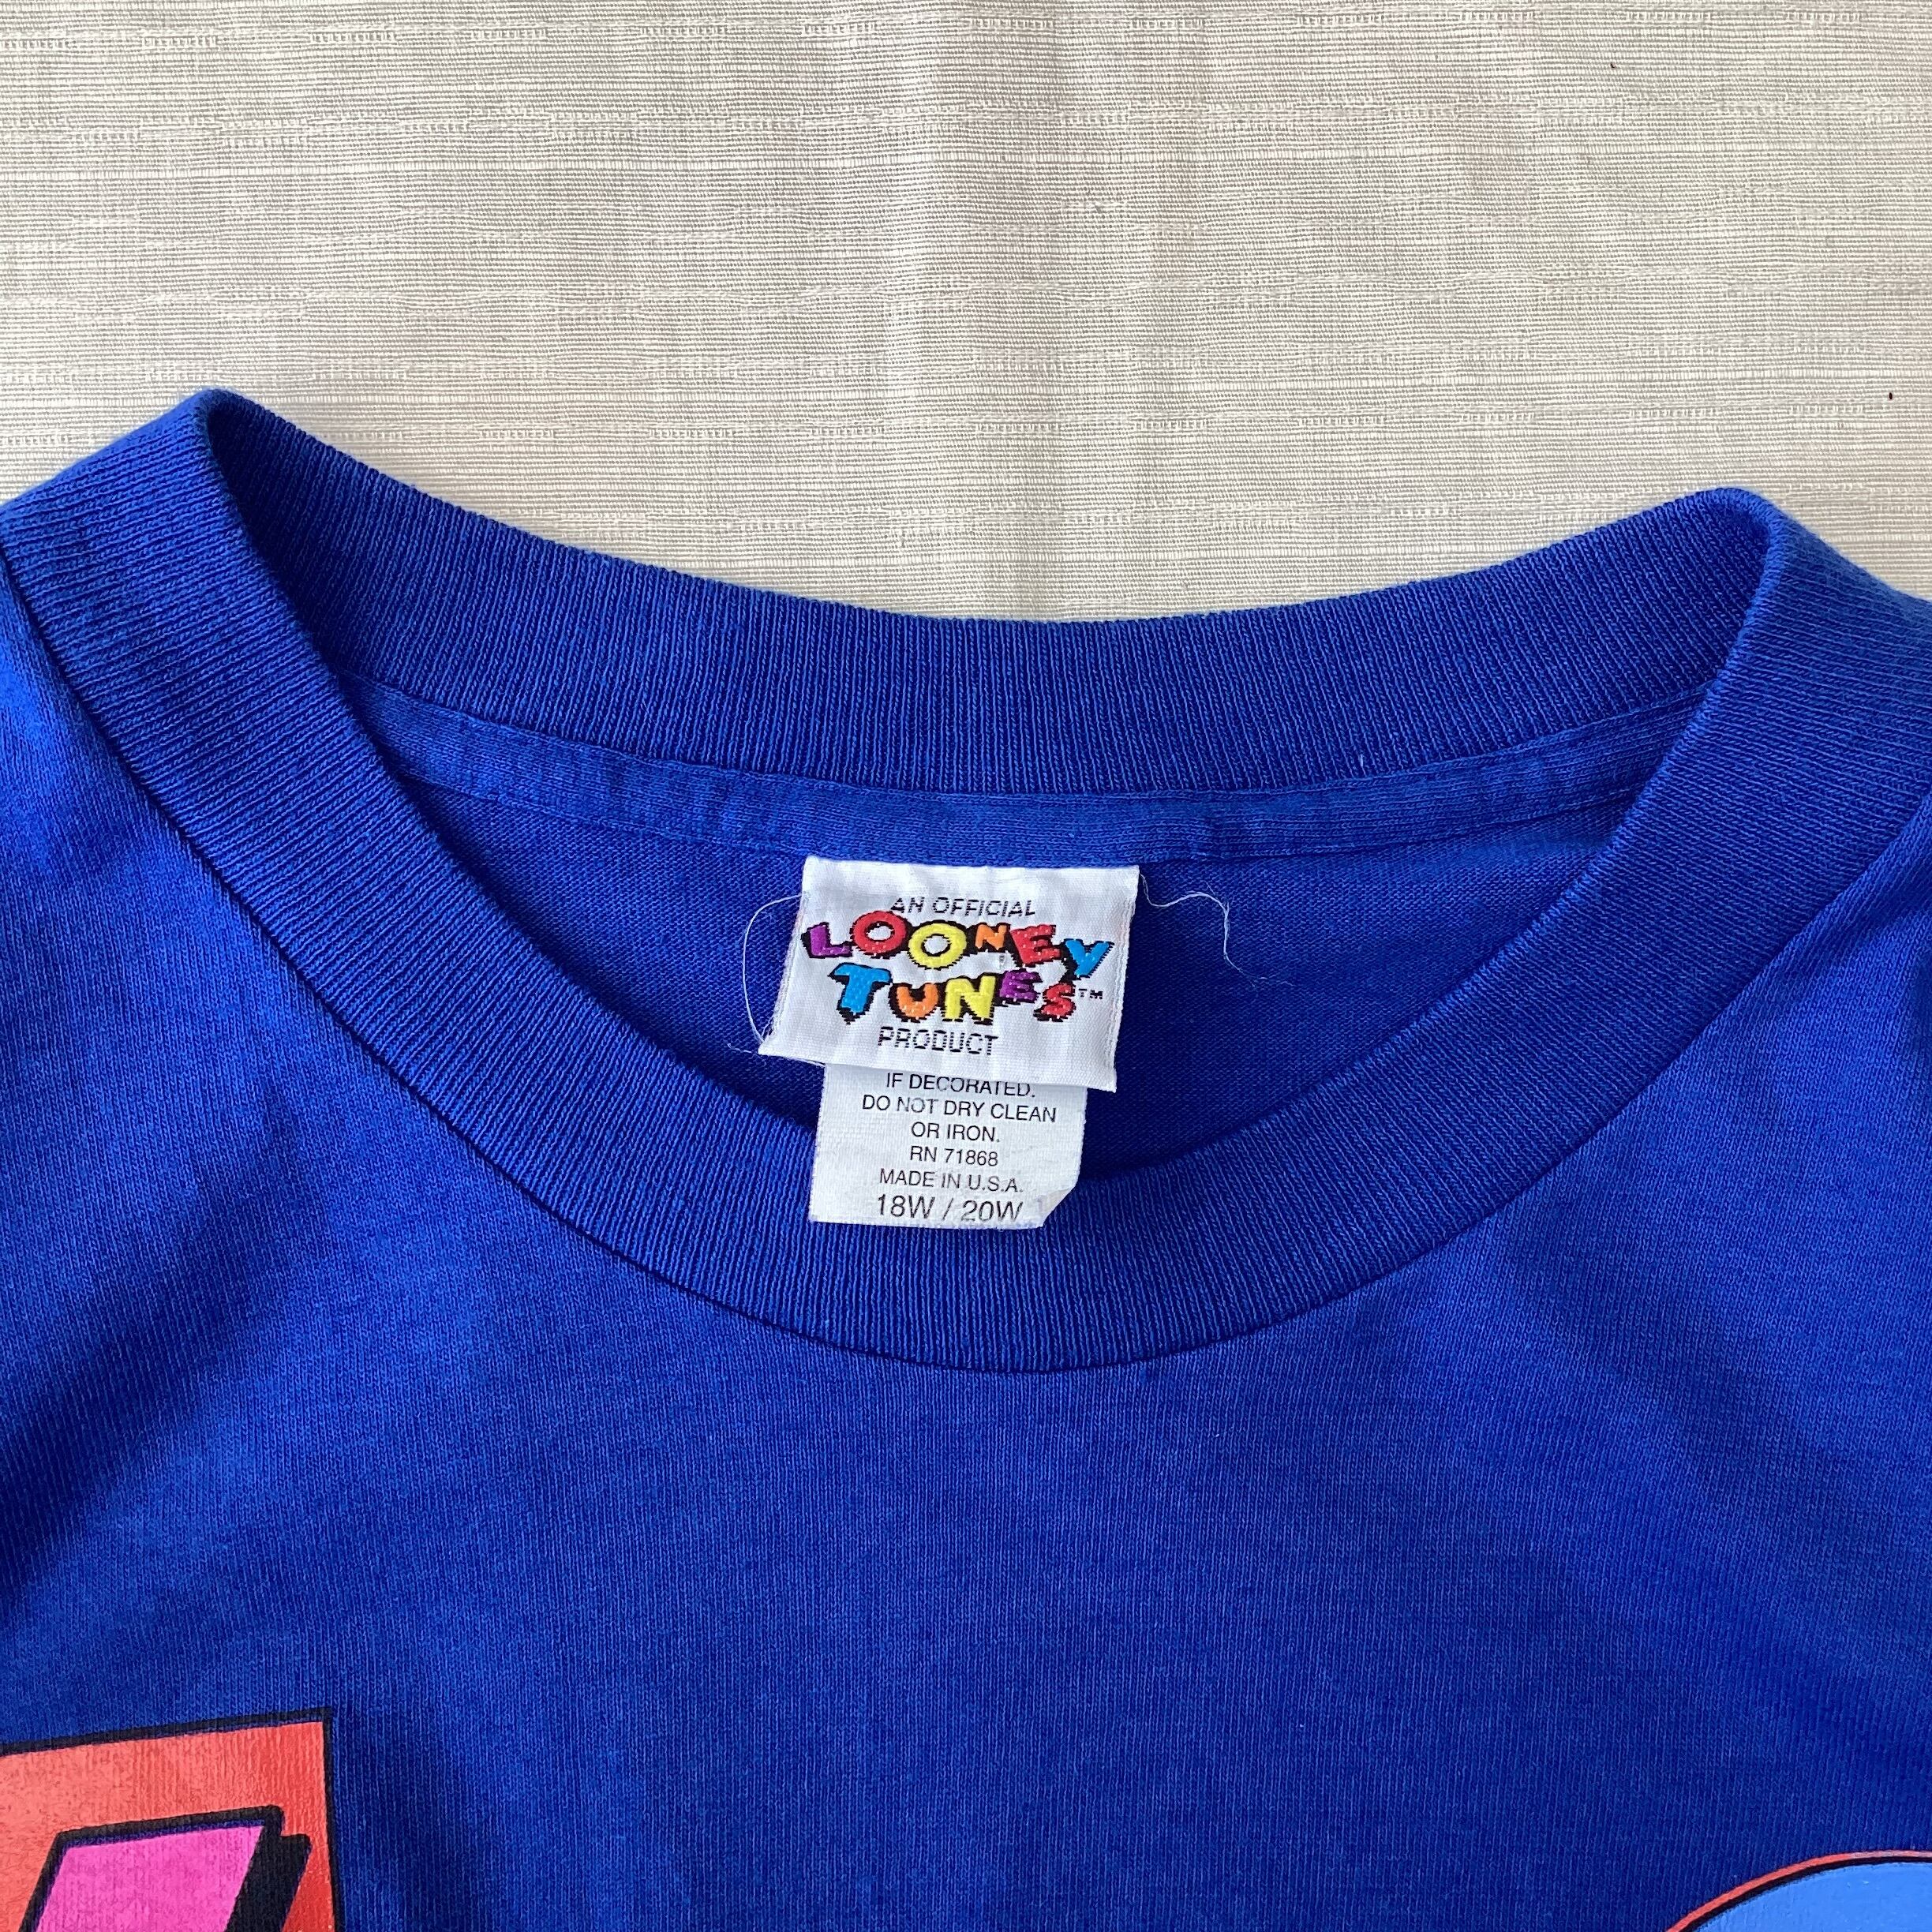 AN OFFICIAL
LOONEY
TUNES™
PRODUCT
IF DECORATED.
DO NOT DRY CLEAN
OR IRON.
RN 71868
MADE IN U.S.A.
18W / 20W